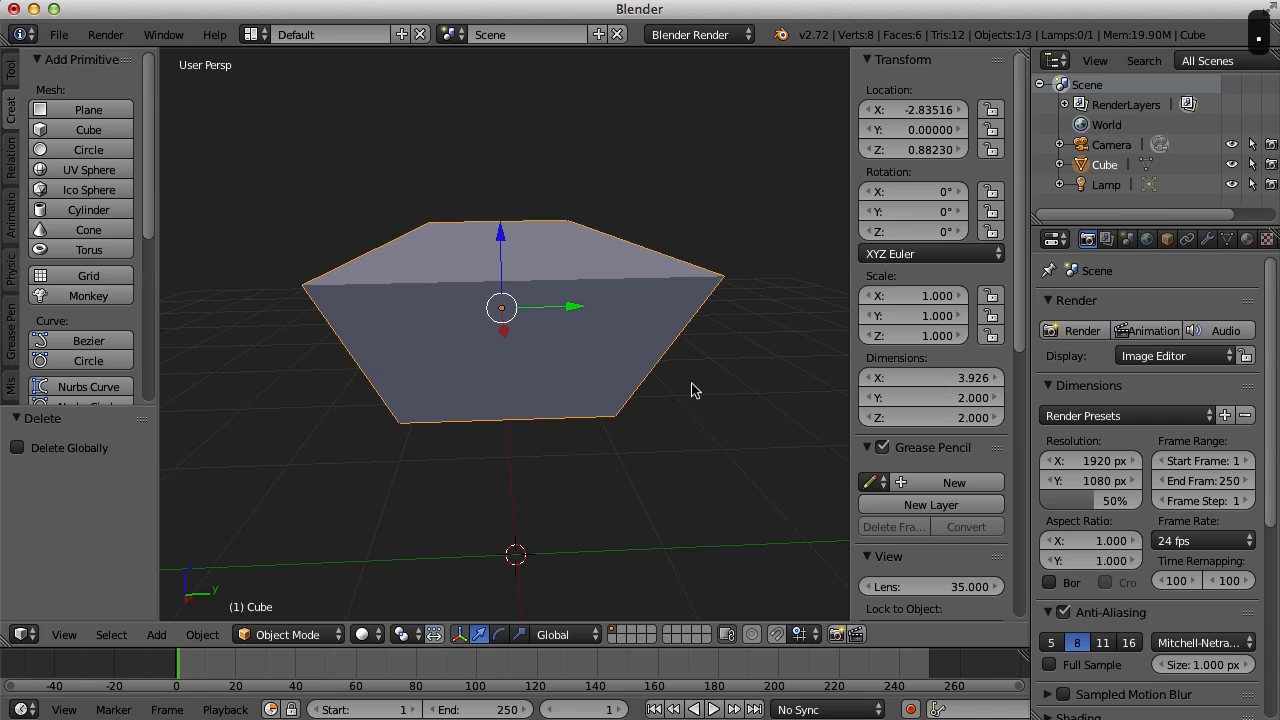 Blender
File Render Window Help Default Scene Blender Render v2.72 | Verts:8 | Faces:6 | Tris:12 | Objects:1/3 | Lamps:0/1 | Mem:19.90M | Cube
Tool
Creat
Relation
Animatio
Physic
Grease Pen
Mis
Add Primitive
Mesh:
Plane
Cube
Circle
UV Sphere
Ico Sphere
Cylinder
Cone
Torus
Grid
Monkey
Curve:
Bezier
Circle
Nurbs Curve
Delete
Delete Globally
User Persp
y
(1) Cube
Transform
Location:
X: -2.83516
Y: 0.00000
Z: 0.88230
Rotation:
X: 0°
Y: 0°
Z: 0°
XYZ Euler
Scale:
X: 1.000
Y: 1.000
Z: 1.000
Dimensions:
X: 3.926
Y: 2.000
Z: 2.000
Grease Pencil
New
New Layer
Delete Fra... Convert
View
Lens: 35.000
Lock to Object:
View Search All Scenes
Scene
RenderLayers |
World
Camera |
Cube |
Lamp |
Scene
Render
Render Animation Audio
Display: Image Editor
Dimensions
Render Presets
Resolution: Frame Range:
X: 1920 px Start Frame: 1
Y: 1080 px End Fram: 250
50% Frame Step: 1
Aspect Ratio: Frame Rate:
X: 1.000 24 fps
Y: 1.000 Time Remapping:
Bor Cro 100 100
Anti-Aliasing
5 8 11 16 Mitchell-Netra...
Full Sample Size: 1.000 px
Sampled Motion Blur
Shading
View Select Add Object Object Mode Global
-40 -20 0 20 40 60 80 100 120 140 160 180 200 220 240 260
View Marker Frame Playback Start: 1 End: 250 1 No Sync